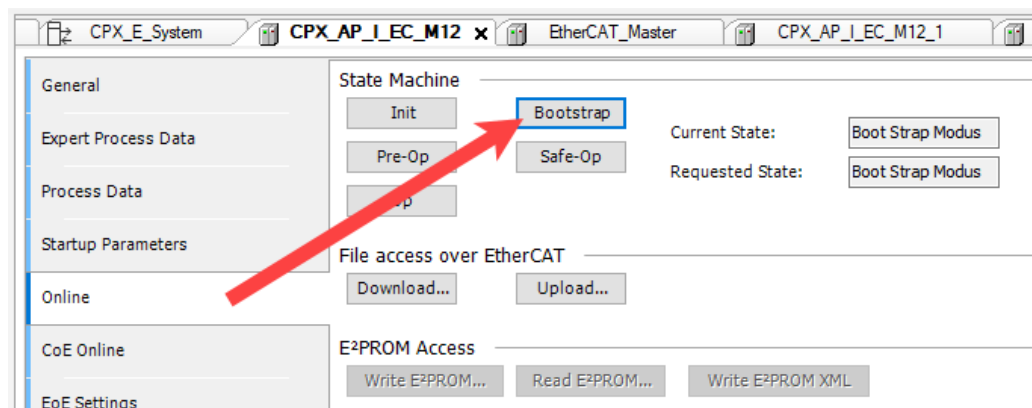 CPX_E_System CPX_AP_I_EC_M12 EtherCAT_Master CPX_AP_I_EC_M12_1
General
Expert Process Data
Process Data
Startup Parameters
Online
CoE Online
EoE Settings
State Machine
Init Bootstrap
Current State: Boot Strap Modus
Pre-Op Safe-Op
Requested State: Boot Strap Modus
Op
File access over EtherCAT
Download... Upload...
E²PROM Access
Write E²PROM... Read E²PROM... Write E²PROM XML